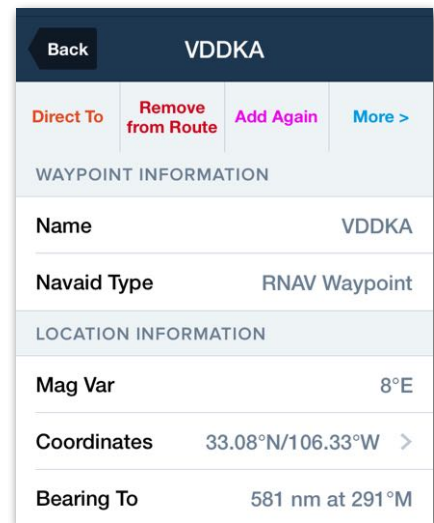 Back VDDKA
Direct To Remove from Route Add Again More >
WAYPOINT INFORMATION
Name VDDKA
Navaid Type RNAV Waypoint
LOCATION INFORMATION
Mag Var 8°E
Coordinates 33.08°N/106.33°W >
Bearing To 581 nm at 291°M